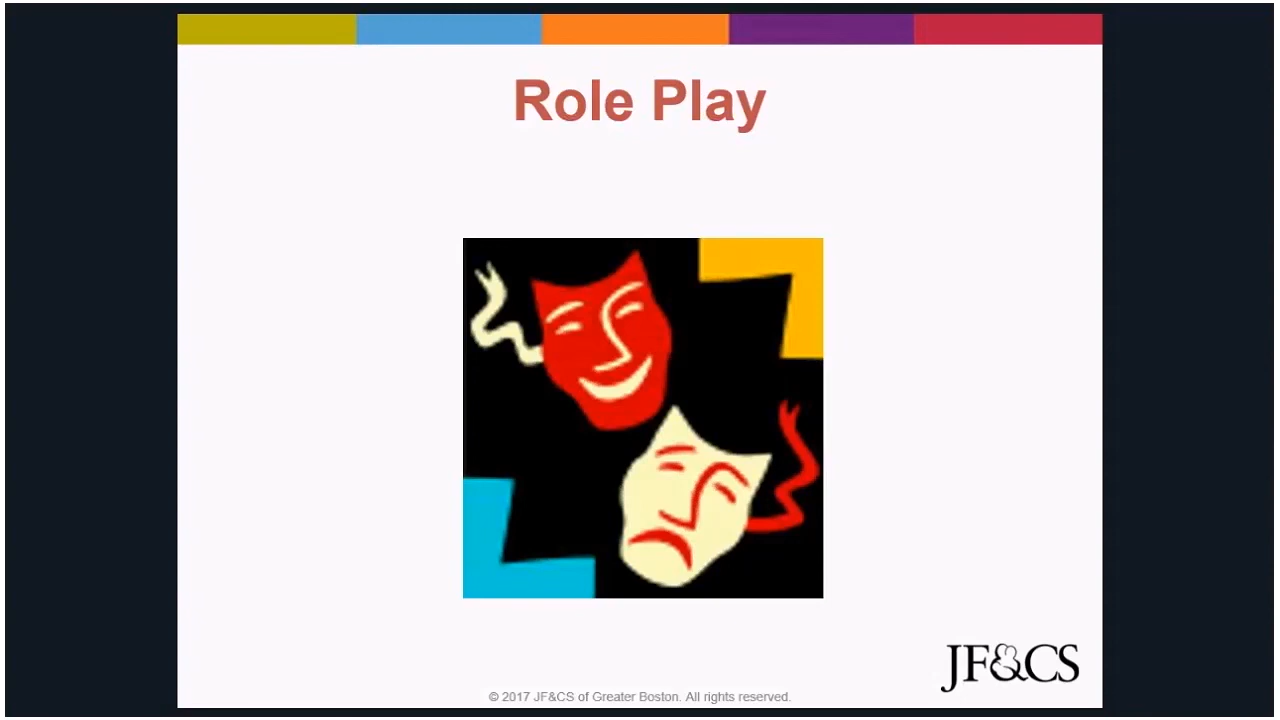 Role Play
JF&CS
© 2017 JF&CS of Greater Boston. All rights reserved.